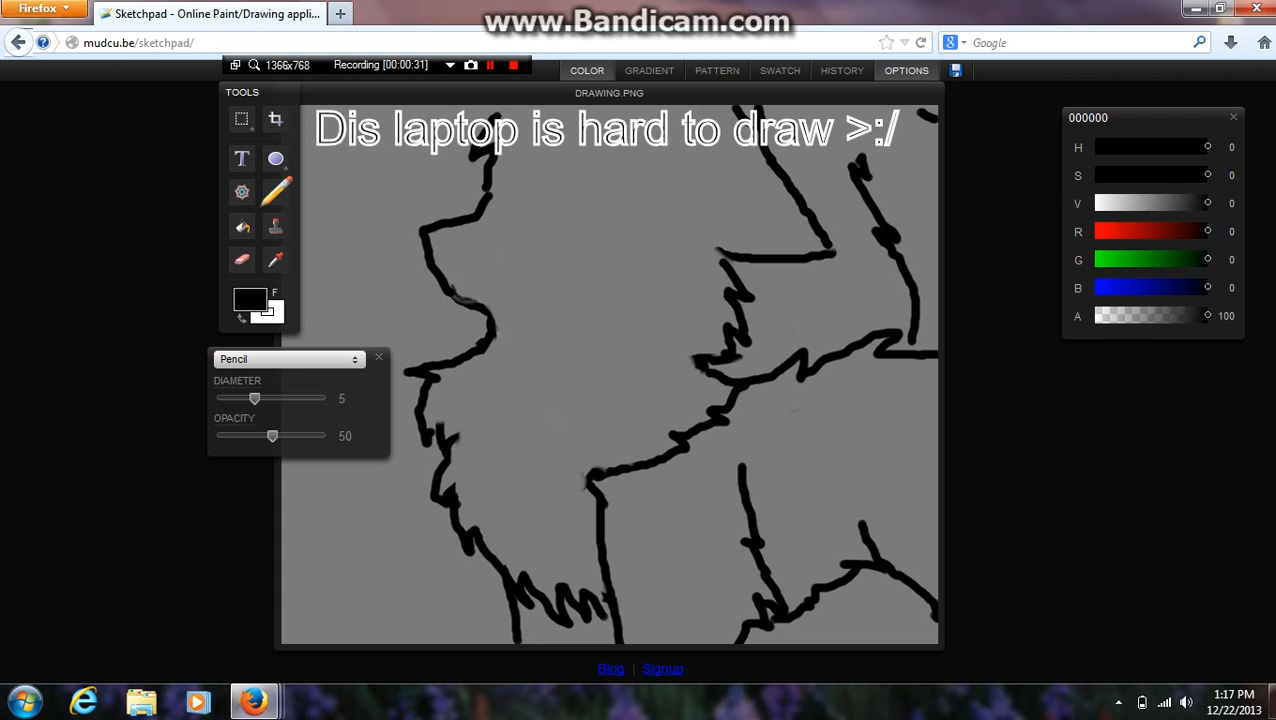 www.Bandicam.com
Firefox
Sketchpad - Online Paint/Drawing appli...
mudcu.be/sketchpad/
Google
1366x768 Recording [00:00:31]
COLOR GRADIENT PATTERN SWATCH HISTORY OPTIONS
TOOLS
DRAWING.PNG
Dis laptop is hard to draw >:/
000000
H 0
S 0
V 0
R 0
G 0
B 0
A 100
T
F
Pencil
DIAMETER
5
OPACITY
50
Blog | Signup
1:17 PM
12/22/2013